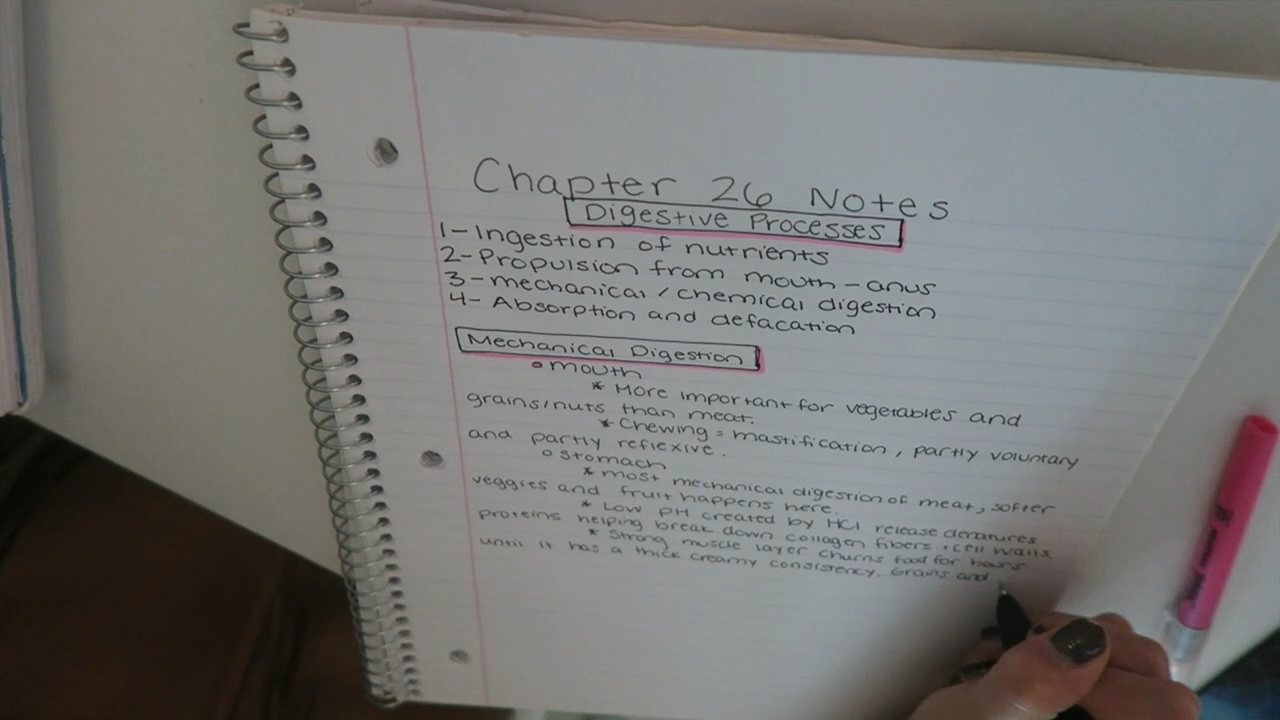 Chapter 26 Notes
Digestive Processes
1- Ingestion of nutrients
2- Propulsion from mouth - anus
3- mechanical / chemical digestion
4- Absorption and defacation
Mechanical Digestion
o mouth
* More important for vegetables and
grains/nuts than meat.
* Chewing = mastification, partly voluntary
and partly reflexive.
o Stomach
* most mechanical digestion of meat, softer
veggies and fruit happens here.
* Low PH created by HCl release denatures
proteins helping break down collagen fibers + cell walls
* Strong muscle layer churns food for hours
until it has a thick creamy consistency. Grains and